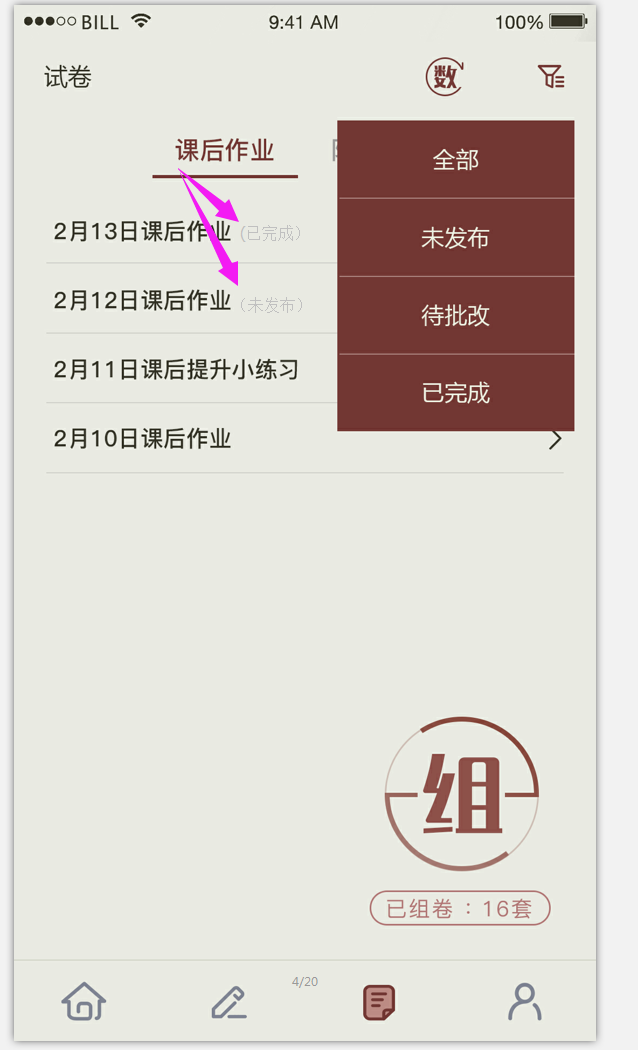 BILL 9:41 AM 100%
试卷 数
课后作业
全部
未发布
待批改
已完成
2月13日课后作业 (已完成)
2月12日课后作业 (未发布)
2月11日课后提升小练习
2月10日课后作业
组
已组卷：16套
4/20